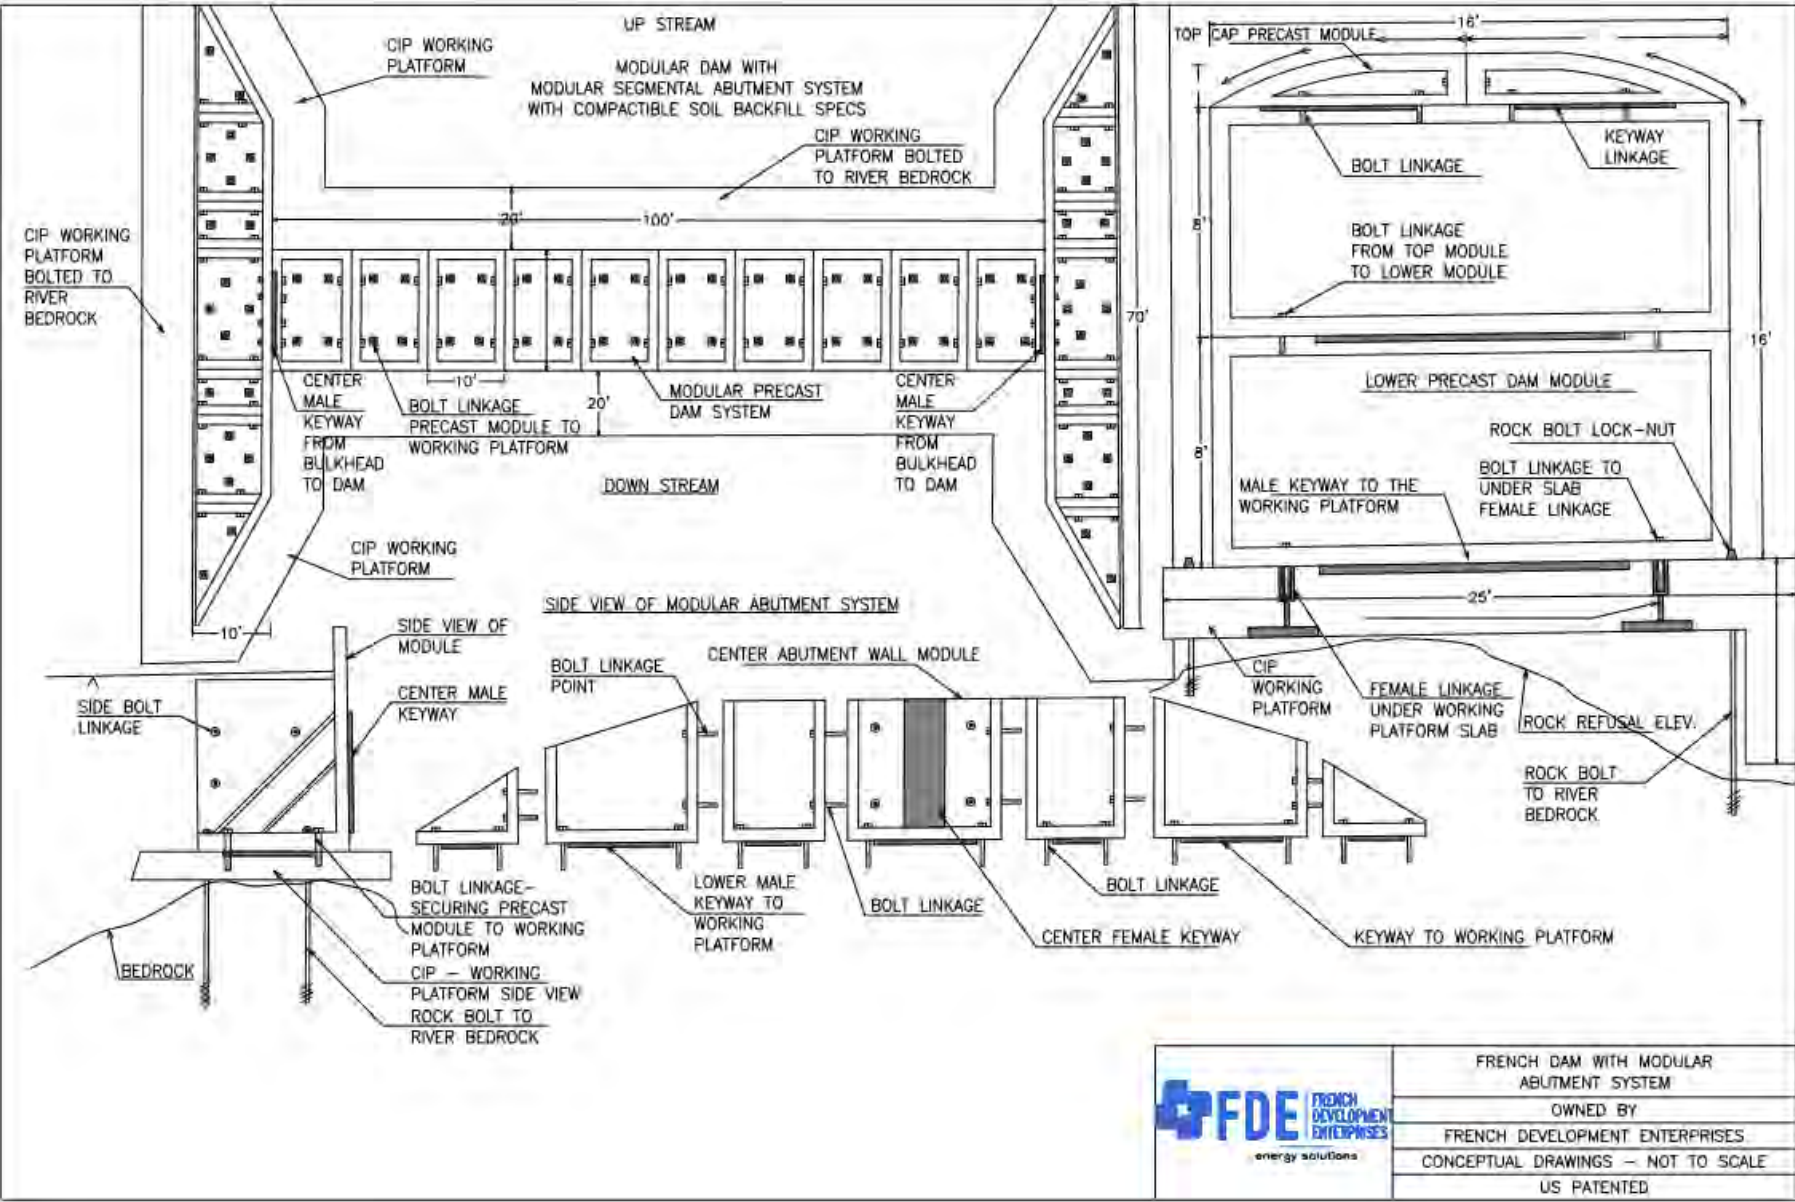 UP STREAM
MODULAR DAM WITH
MODULAR SEGMENTAL ABUTMENT SYSTEM
WITH COMPACTIBLE SOIL BACKFILL SPECS
CIP WORKING
PLATFORM
CIP WORKING
PLATFORM BOLTED
TO RIVER BEDROCK
CIP WORKING
PLATFORM
BOLTED TO
RIVER
BEDROCK
20'
100'
70'
10'
20'
CENTER
MALE
KEYWAY
FROM
BULKHEAD
TO DAM
BOLT LINKAGE
PRECAST MODULE TO
WORKING PLATFORM
MODULAR PRECAST
DAM SYSTEM
CENTER
MALE
KEYWAY
FROM
BULKHEAD
TO DAM
DOWN STREAM
CIP WORKING
PLATFORM
10'
16'
TOP CAP PRECAST MODULE
BOLT LINKAGE
KEYWAY
LINKAGE
8'
BOLT LINKAGE
FROM TOP MODULE
TO LOWER MODULE
16'
LOWER PRECAST DAM MODULE
8'
ROCK BOLT LOCK-NUT
MALE KEYWAY TO THE
WORKING PLATFORM
BOLT LINKAGE TO
UNDER SLAB
FEMALE LINKAGE
25'
CIP
WORKING
PLATFORM
FEMALE LINKAGE
UNDER WORKING
PLATFORM SLAB
ROCK REFUSAL ELEV.
ROCK BOLT
TO RIVER
BEDROCK
SIDE VIEW OF MODULAR ABUTMENT SYSTEM
SIDE VIEW OF
MODULE
SIDE BOLT
LINKAGE
CENTER MALE
KEYWAY
BOLT LINKAGE
POINT
CENTER ABUTMENT WALL MODULE
BEDROCK
BOLT LINKAGE-
SECURING PRECAST
MODULE TO WORKING
PLATFORM
CIP - WORKING
PLATFORM SIDE VIEW
ROCK BOLT TO
RIVER BEDROCK
LOWER MALE
KEYWAY TO
WORKING
PLATFORM
BOLT LINKAGE
CENTER FEMALE KEYWAY
BOLT LINKAGE
KEYWAY TO WORKING PLATFORM
FDE
FRENCH
DEVELOPMENT
ENTERPRISES
energy solutions
FRENCH DAM WITH MODULAR
ABUTMENT SYSTEM
OWNED BY
FRENCH DEVELOPMENT ENTERPRISES
CONCEPTUAL DRAWINGS - NOT TO SCALE
US PATENTED